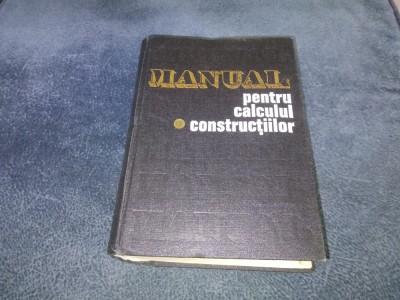 MANUAL
pentru
calculul
construcțiilor